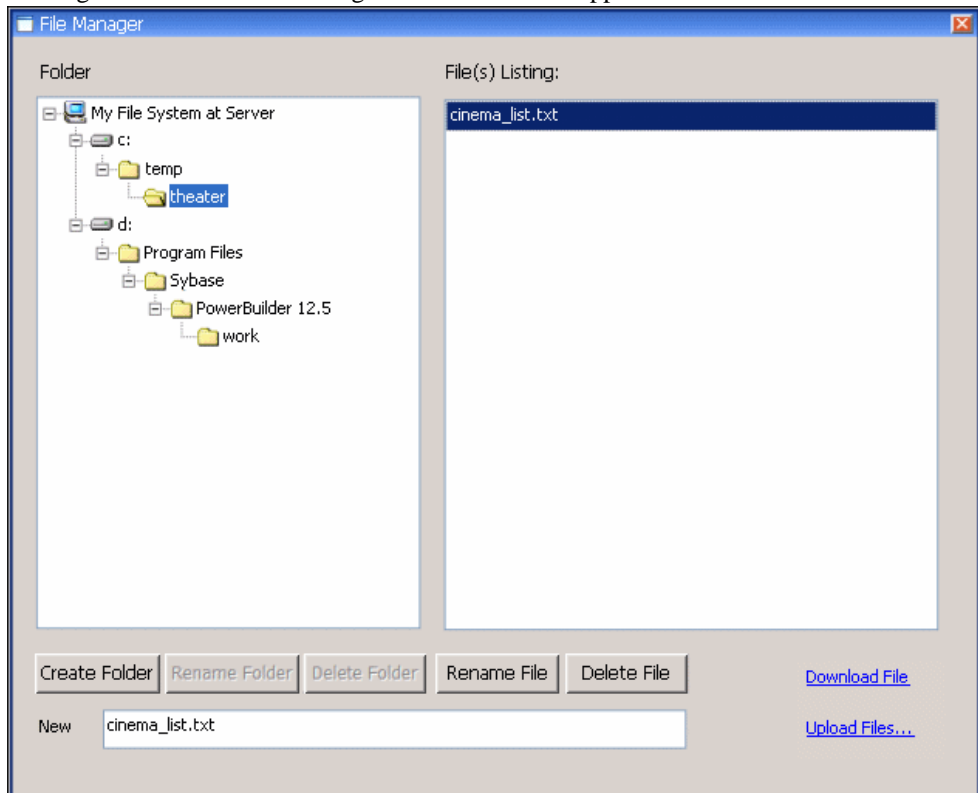 File Manager
Folder
File(s) Listing:
My File System at Server
c:
temp
theater
d:
Program Files
Sybase
PowerBuilder 12.5
work
cinema_list.txt
Create Folder
Rename Folder
Delete Folder
Rename File
Delete File
Download File
New
cinema_list.txt
Upload Files...